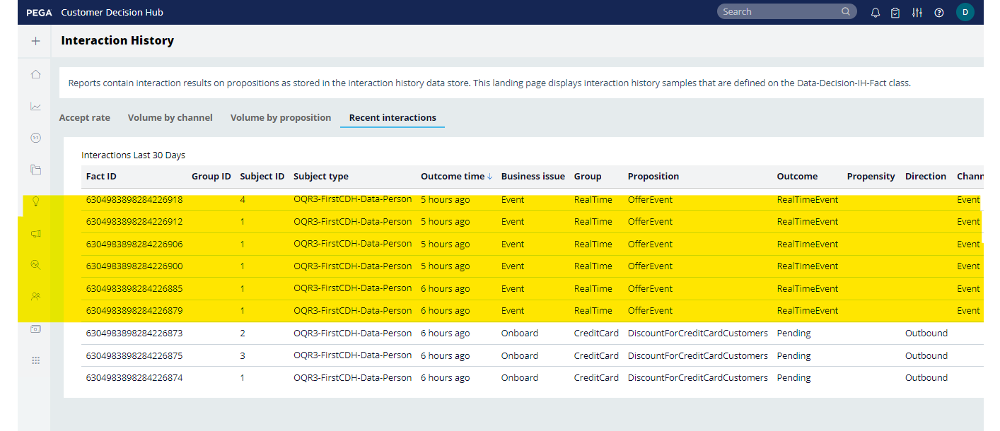 PEGA Customer Decision Hub Search D
Interaction History
Reports contain interaction results on propositions as stored in the interaction history data store. This landing page displays interaction history samples that are defined on the Data-Decision-IH-Fact class.
Accept rate Volume by channel Volume by proposition Recent interactions
Interactions Last 30 Days
Fact ID Group ID Subject ID Subject type Outcome time Business issue Group Proposition Outcome Propensity Direction Chann
6304983898284226918 4 OQR3-FirstCDH-Data-Person 5 hours ago Event RealTime OfferEvent RealTimeEvent Event
6304983898284226912 1 OQR3-FirstCDH-Data-Person 5 hours ago Event RealTime OfferEvent RealTimeEvent Event
6304983898284226906 1 OQR3-FirstCDH-Data-Person 5 hours ago Event RealTime OfferEvent RealTimeEvent Event
6304983898284226900 1 OQR3-FirstCDH-Data-Person 5 hours ago Event RealTime OfferEvent RealTimeEvent Event
6304983898284226885 1 OQR3-FirstCDH-Data-Person 6 hours ago Event RealTime OfferEvent RealTimeEvent Event
6304983898284226879 1 OQR3-FirstCDH-Data-Person 6 hours ago Event RealTime OfferEvent RealTimeEvent Event
6304983898284226873 2 OQR3-FirstCDH-Data-Person 6 hours ago Onboard CreditCard DiscountForCreditCardCustomers Pending Outbound
6304983898284226875 3 OQR3-FirstCDH-Data-Person 6 hours ago Onboard CreditCard DiscountForCreditCardCustomers Pending Outbound
6304983898284226874 1 OQR3-FirstCDH-Data-Person 6 hours ago Onboard CreditCard DiscountForCreditCardCustomers Pending Outbound